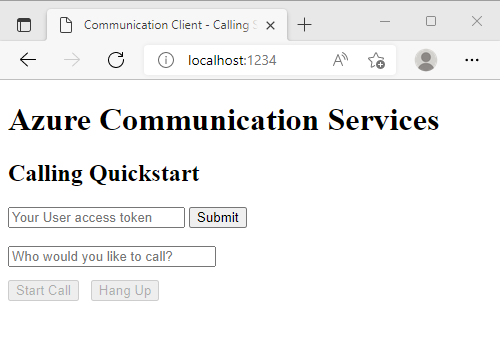 Communication Client - Calling S
localhost:1234
Azure Communication Services
Calling Quickstart
Your User access token Submit
Who would you like to call?
Start Call Hang Up